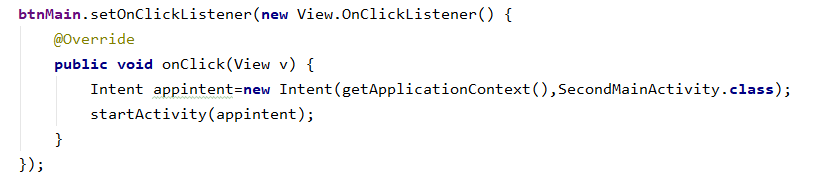 btnMain.setOnClickListener(new View.OnClickListener() {
    @Override
    public void onClick(View v) {
        Intent appintent=new Intent(getApplicationContext(),SecondMainActivity.class);
        startActivity(appintent);
    }
});